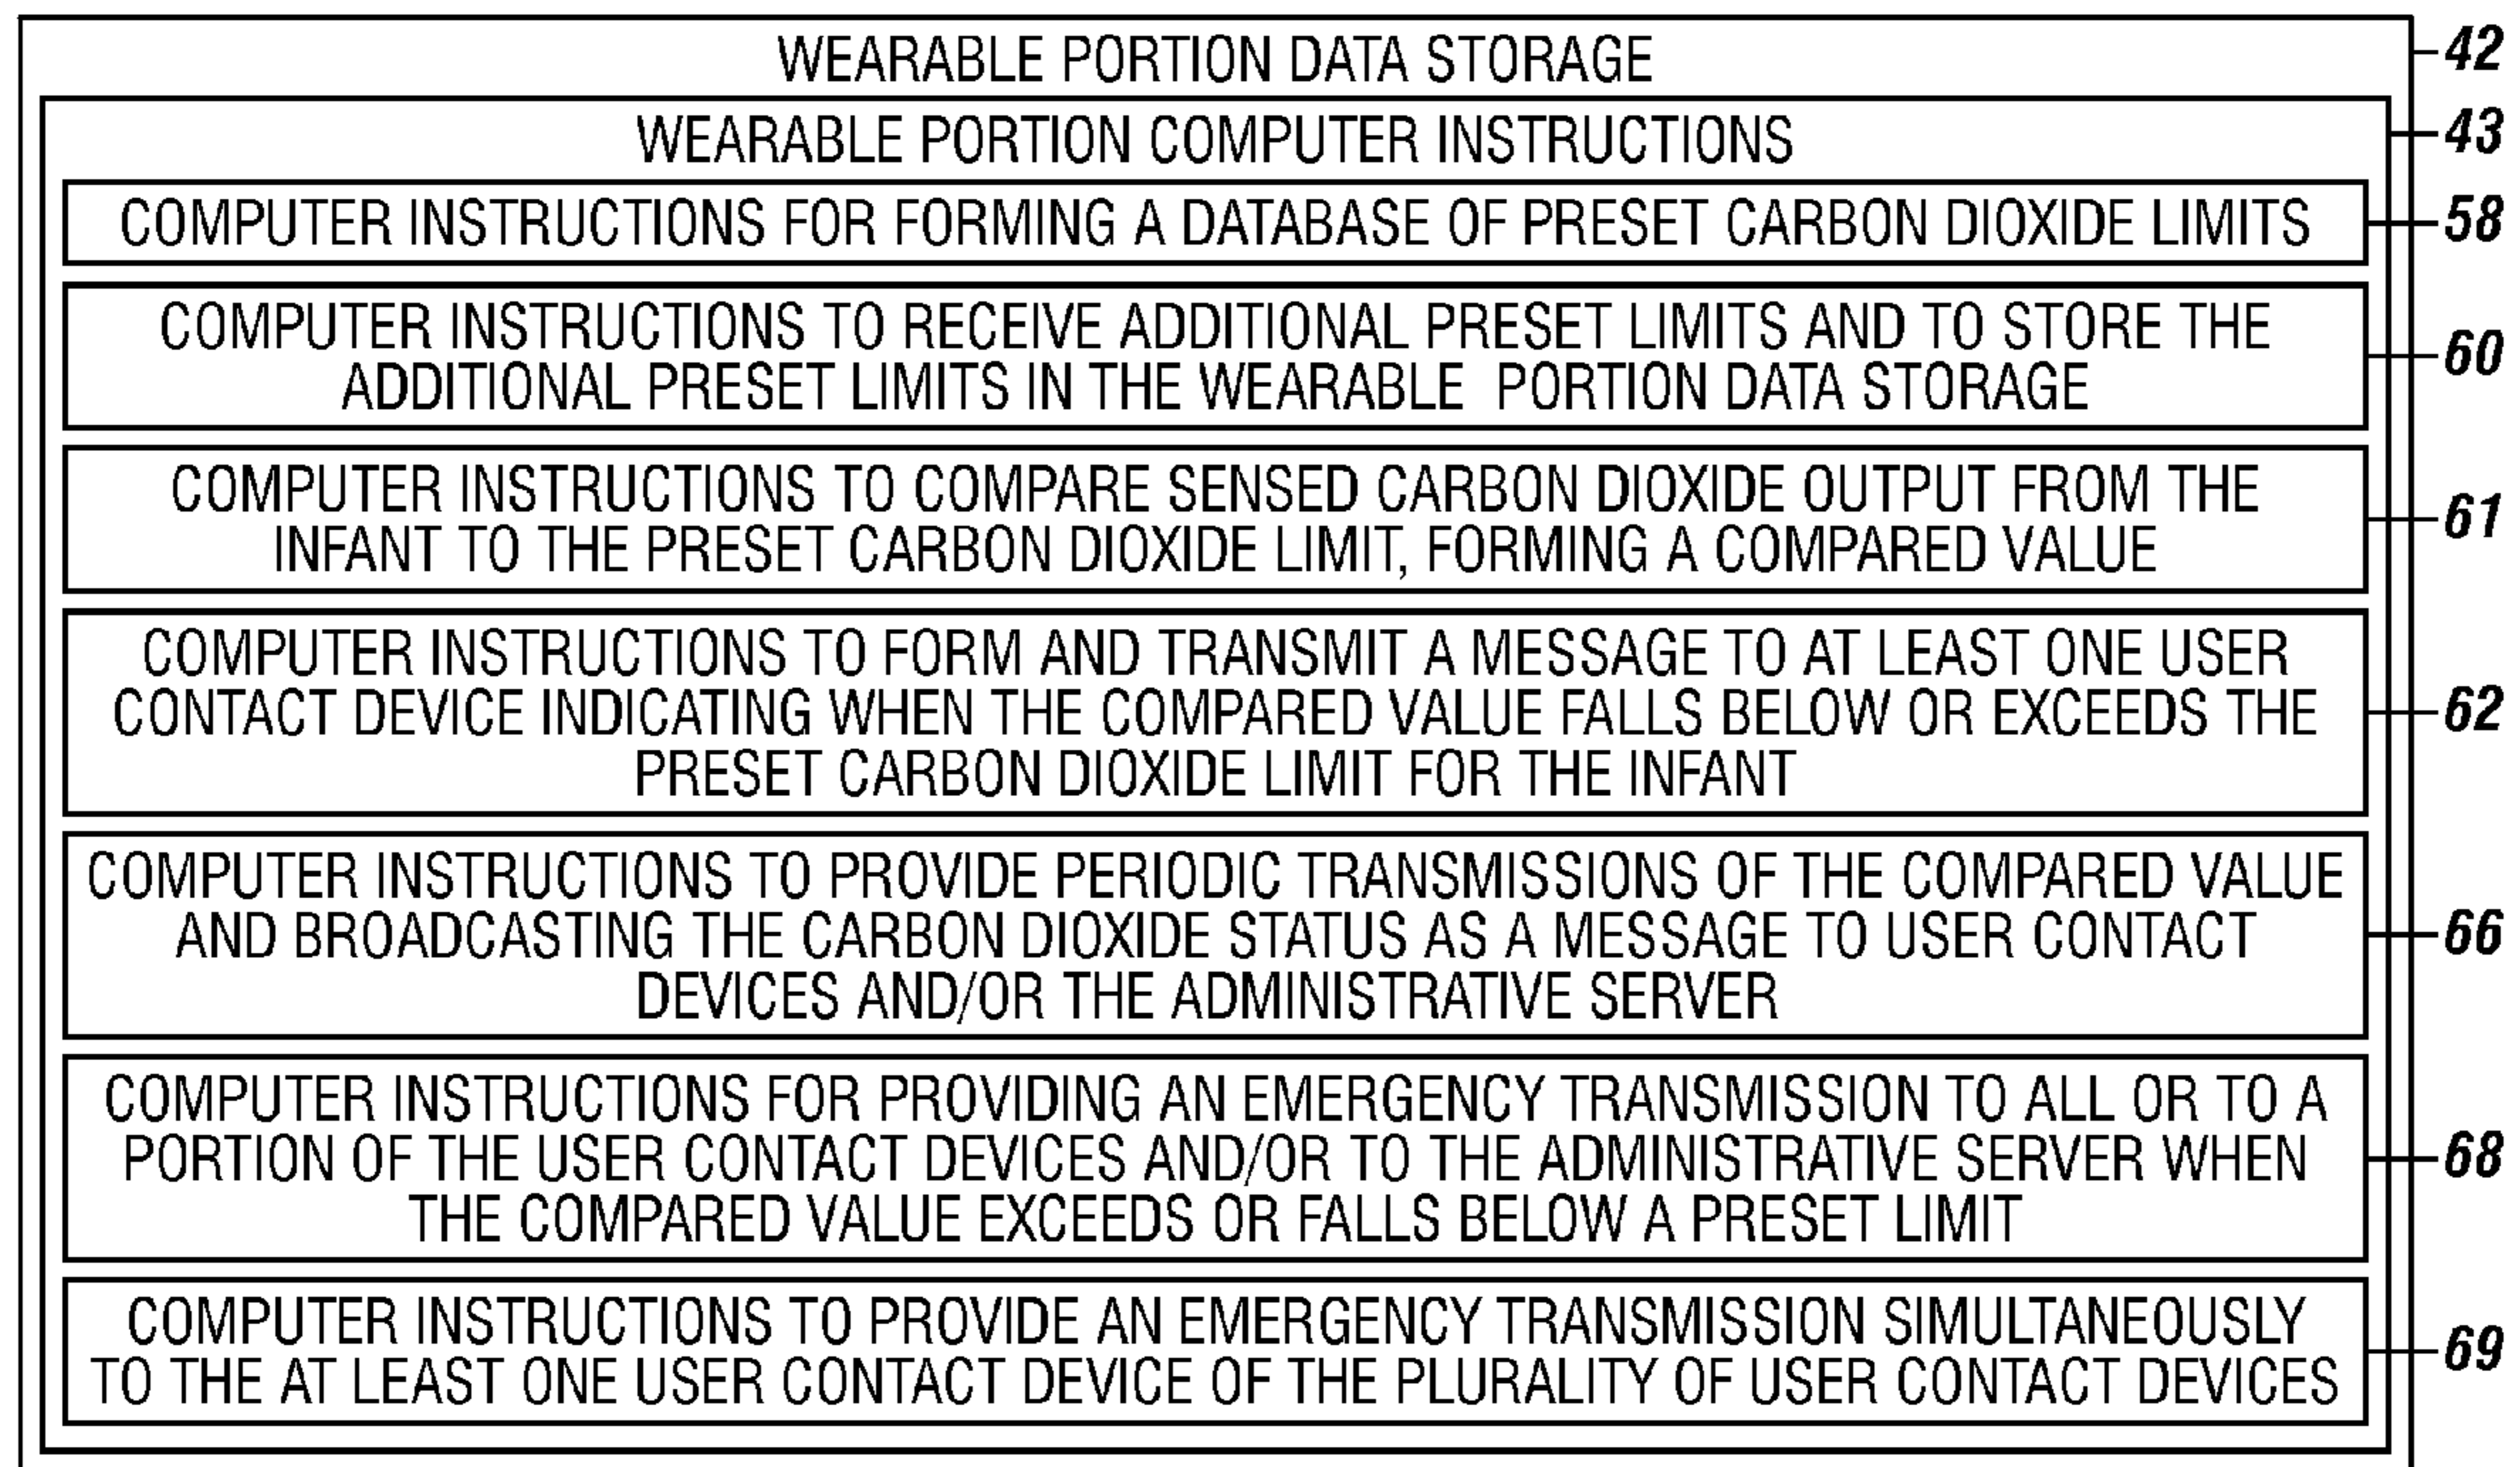 WEARABLE PORTION DATA STORAGE
42
WEARABLE PORTION COMPUTER INSTRUCTIONS
43
COMPUTER INSTRUCTIONS FOR FORMING A DATABASE OF PRESET CARBON DIOXIDE LIMITS
58
COMPUTER INSTRUCTIONS TO RECEIVE ADDITIONAL PRESET LIMITS AND TO STORE THE
ADDITIONAL PRESET LIMITS IN THE WEARABLE PORTION DATA STORAGE
60
COMPUTER INSTRUCTIONS TO COMPARE SENSED CARBON DIOXIDE OUTPUT FROM THE
INFANT TO THE PRESET CARBON DIOXIDE LIMIT, FORMING A COMPARED VALUE
61
COMPUTER INSTRUCTIONS TO FORM AND TRANSMIT A MESSAGE TO AT LEAST ONE USER
CONTACT DEVICE INDICATING WHEN THE COMPARED VALUE FALLS BELOW OR EXCEEDS THE
PRESET CARBON DIOXIDE LIMIT FOR THE INFANT
62
COMPUTER INSTRUCTIONS TO PROVIDE PERIODIC TRANSMISSIONS OF THE COMPARED VALUE
AND BROADCASTING THE CARBON DIOXIDE STATUS AS A MESSAGE TO USER CONTACT
DEVICES AND/OR THE ADMINISTRATIVE SERVER
66
COMPUTER INSTRUCTIONS FOR PROVIDING AN EMERGENCY TRANSMISSION TO ALL OR TO A
PORTION OF THE USER CONTACT DEVICES AND/OR TO THE ADMINISTRATIVE SERVER WHEN
THE COMPARED VALUE EXCEEDS OR FALLS BELOW A PRESET LIMIT
68
COMPUTER INSTRUCTIONS TO PROVIDE AN EMERGENCY TRANSMISSION SIMULTANEOUSLY
TO THE AT LEAST ONE USER CONTACT DEVICE OF THE PLURALITY OF USER CONTACT DEVICES
69